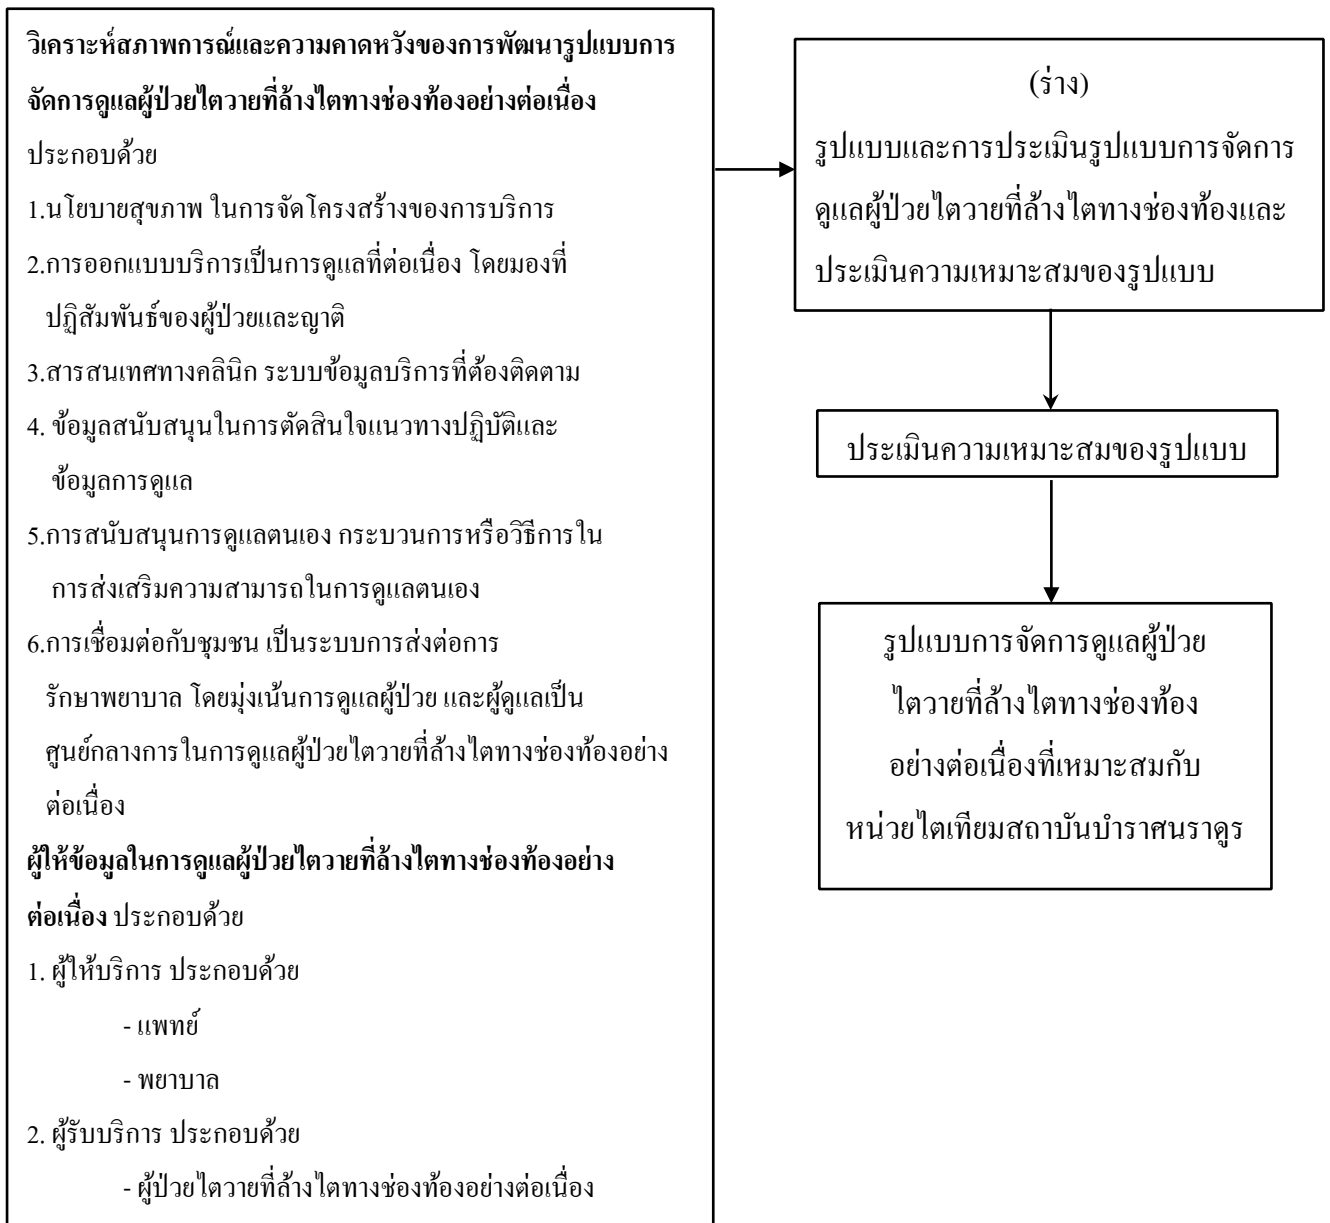 วิเคราะห์สภาพการณ์และความคาดหวังของการพัฒนารูปแบบการ
จัดการดูแลผู้ป่วยไตวายที่ล้างไตทางช่องท้องอย่างต่อเนื่อง
ประกอบด้วย
1.นโยบายสุขภาพ ในการจัดโครงสร้างของการบริการ
2.การออกแบบบริการเป็นการดูแลที่ต่อเนื่อง โดยมองที่
ปฏิสัมพันธ์ของผู้ป่วยและญาติ
3.สารสนเทศทางคลินิก ระบบข้อมูลบริการที่ต้องติดตาม
4. ข้อมูลสนับสนุนในการตัดสินใจแนวทางปฏิบัติและ
ข้อมูลการดูแล
5.การสนับสนุนการดูแลตนเอง กระบวนการหรือวิธีการใน
การส่งเสริมความสามารถในการดูแลตนเอง
6.การเชื่อมต่อกับชุมชน เป็นระบบการส่งต่อการ
รักษาพยาบาล โดยมุ่งเน้นการดูแลผู้ป่วย และผู้ดูแลเป็น
ศูนย์กลางการในการดูแลผู้ป่วยไตวายที่ล้างไตทางช่องท้องอย่าง
ต่อเนื่อง
ผู้ให้ข้อมูลในการดูแลผู้ป่วยไตวายที่ล้างไตทางช่องท้องอย่าง
ต่อเนื่อง ประกอบด้วย
1. ผู้ให้บริการ ประกอบด้วย
- แพทย์
- พยาบาล
2. ผู้รับบริการ ประกอบด้วย
- ผู้ป่วยไตวายที่ล้างไตทางช่องท้องอย่างต่อเนื่อง
(ร่าง)
รูปแบบและการประเมินรูปแบบการจัดการ
ดูแลผู้ป่วยไตวายที่ล้างไตทางช่องท้องและ
ประเมินความเหมาะสมของรูปแบบ
ประเมินความเหมาะสมของรูปแบบ
รูปแบบการจัดการดูแลผู้ป่วย
ไตวายที่ล้างไตทางช่องท้อง
อย่างต่อเนื่องที่เหมาะสมกับ
หน่วยไตเทียมสถาบันบำราศนราดูร